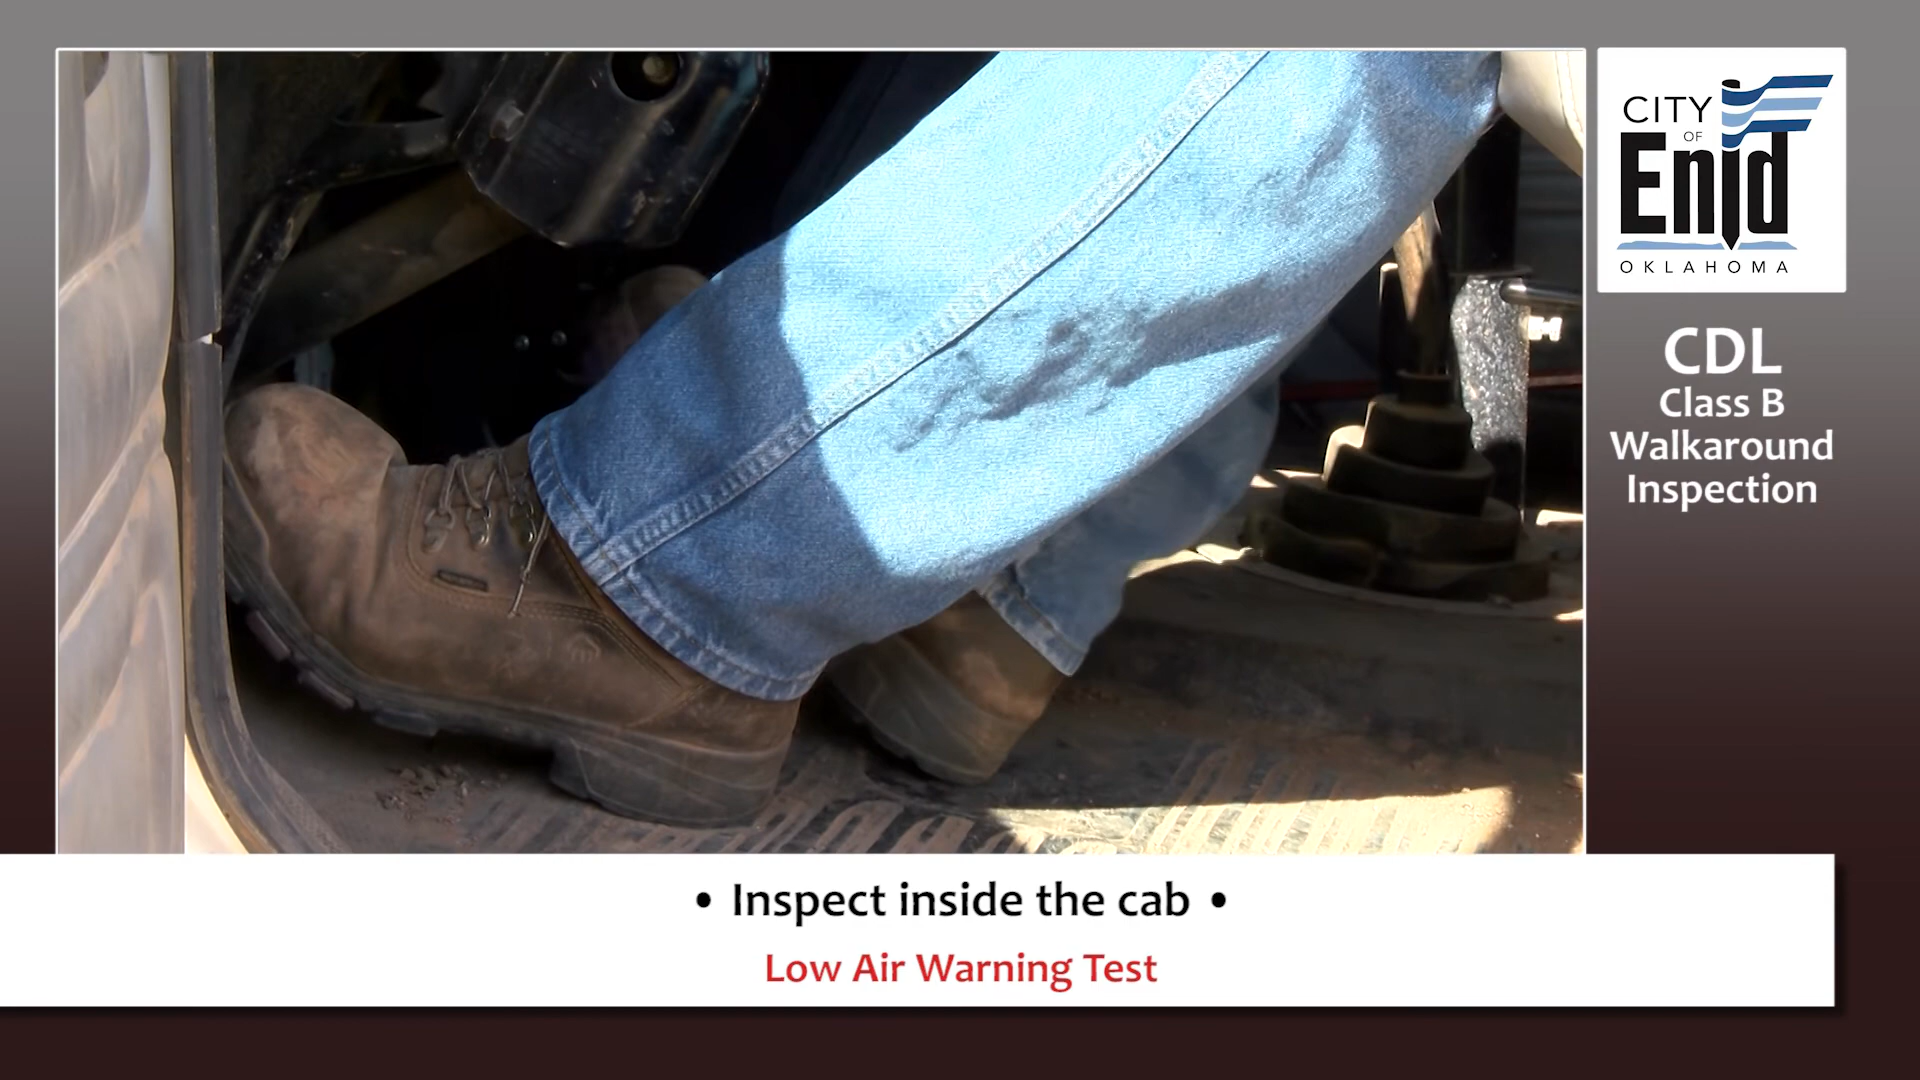 CITY
OF
Enid
OKLAHOMA
CDL
Class B
Walkaround
Inspection
• Inspect inside the cab •
Low Air Warning Test